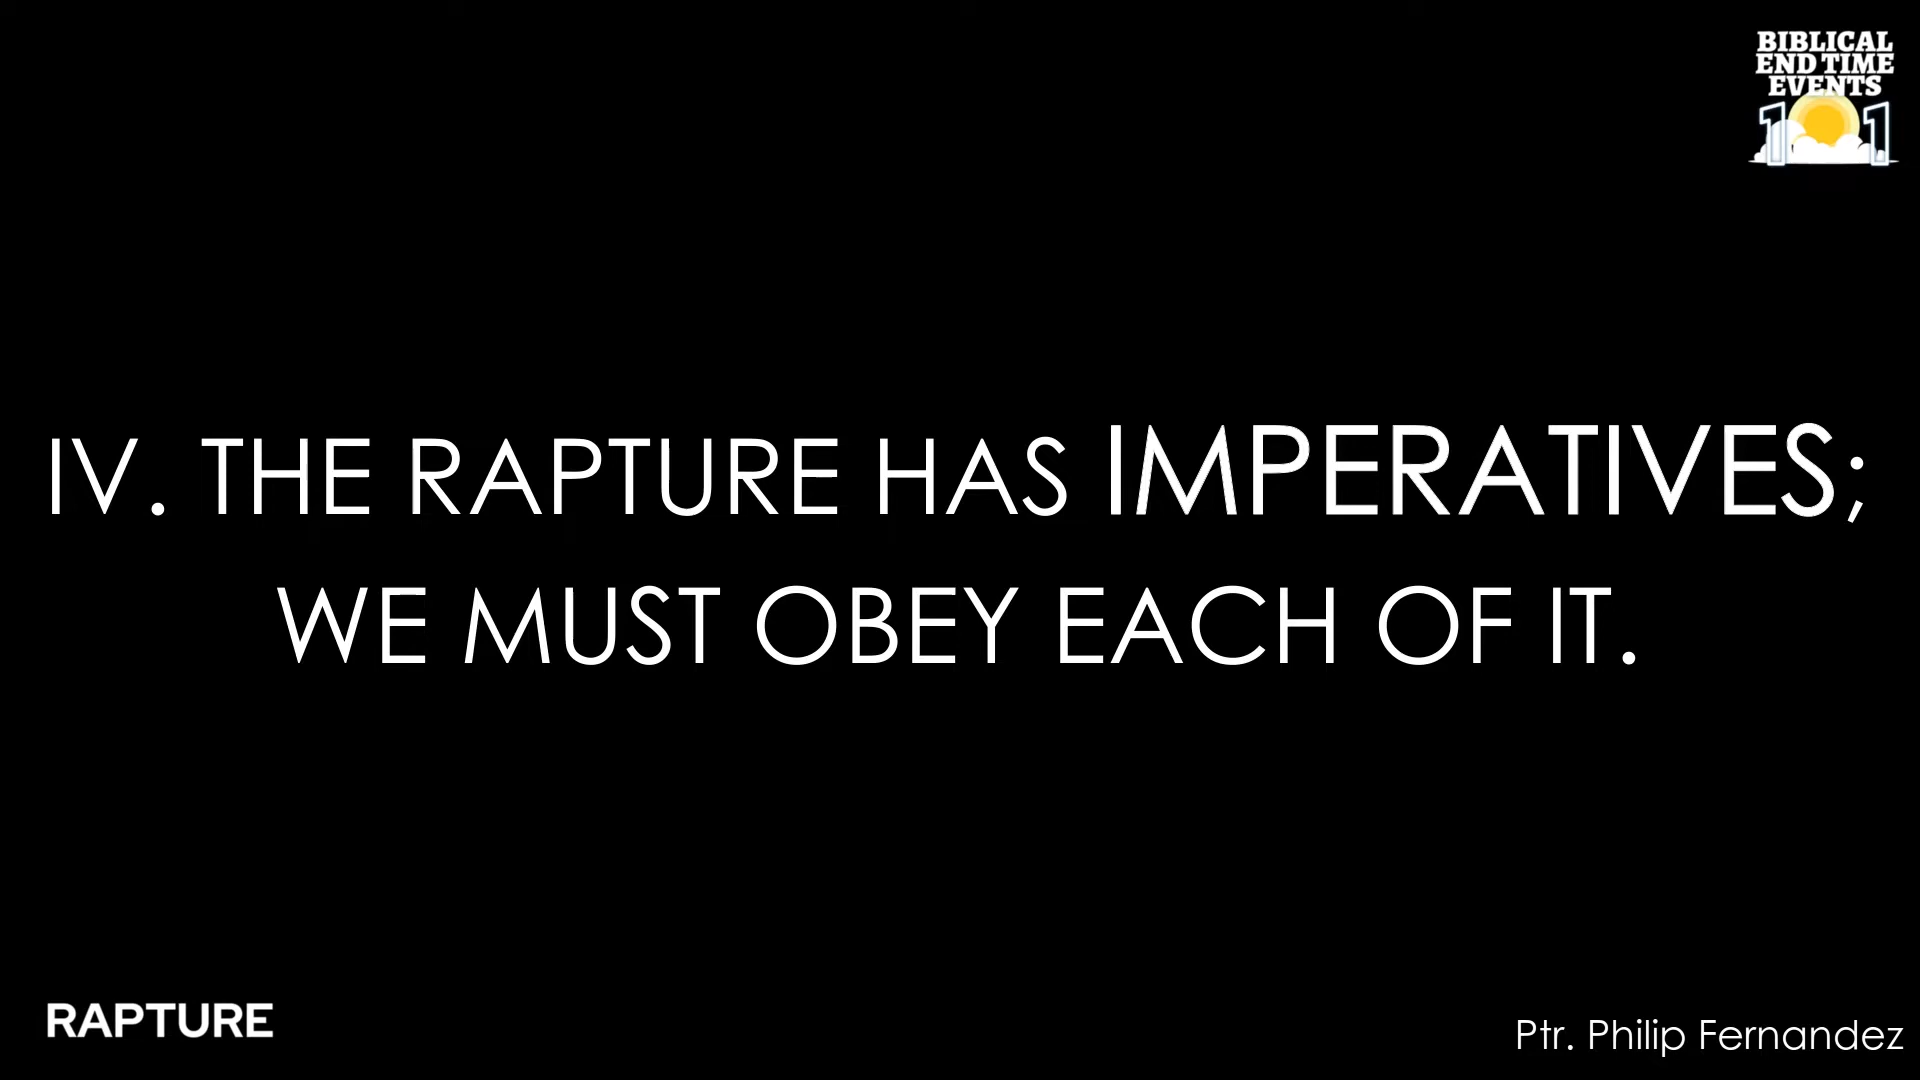 BIBLICAL
END TIME
EVENTS
101
IV. THE RAPTURE HAS IMPERATIVES;
WE MUST OBEY EACH OF IT.
RAPTURE
Ptr. Philip Fernandez